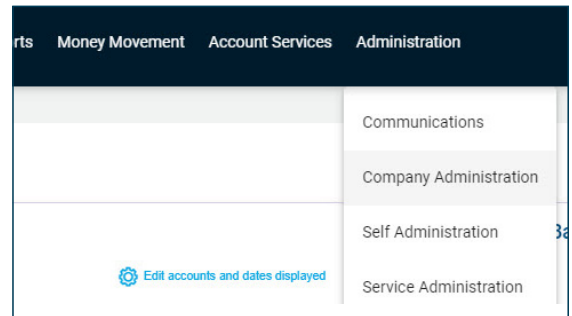 rts Money Movement Account Services Administration
Communications
Company Administration
Self Administration
Ba
Edit accounts and dates displayed
Service Administration